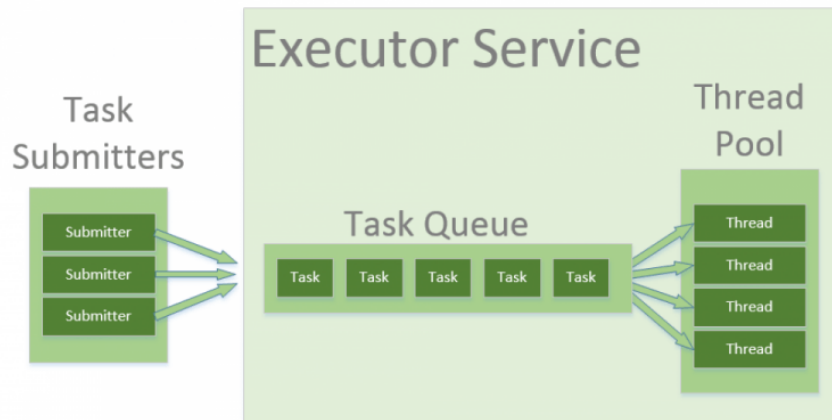 Executor Service
Task
Submitters
Submitter
Submitter
Submitter
Task Queue
Task Task Task Task Task
Thread
Pool
Thread
Thread
Thread
Thread